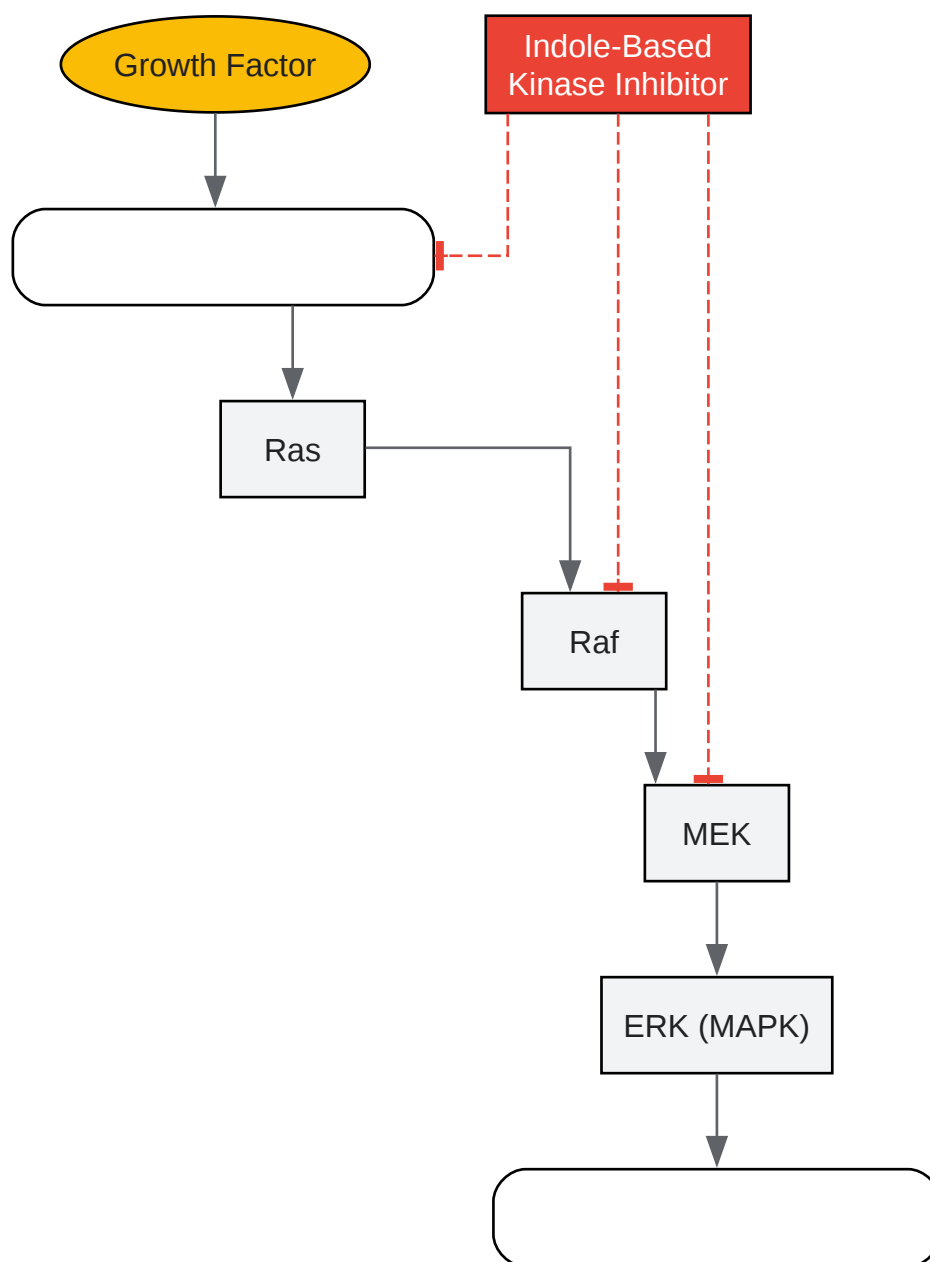 Growth Factor
Indole-Based
Kinase Inhibitor
Ras
Raf
MEK
ERK (MAPK)